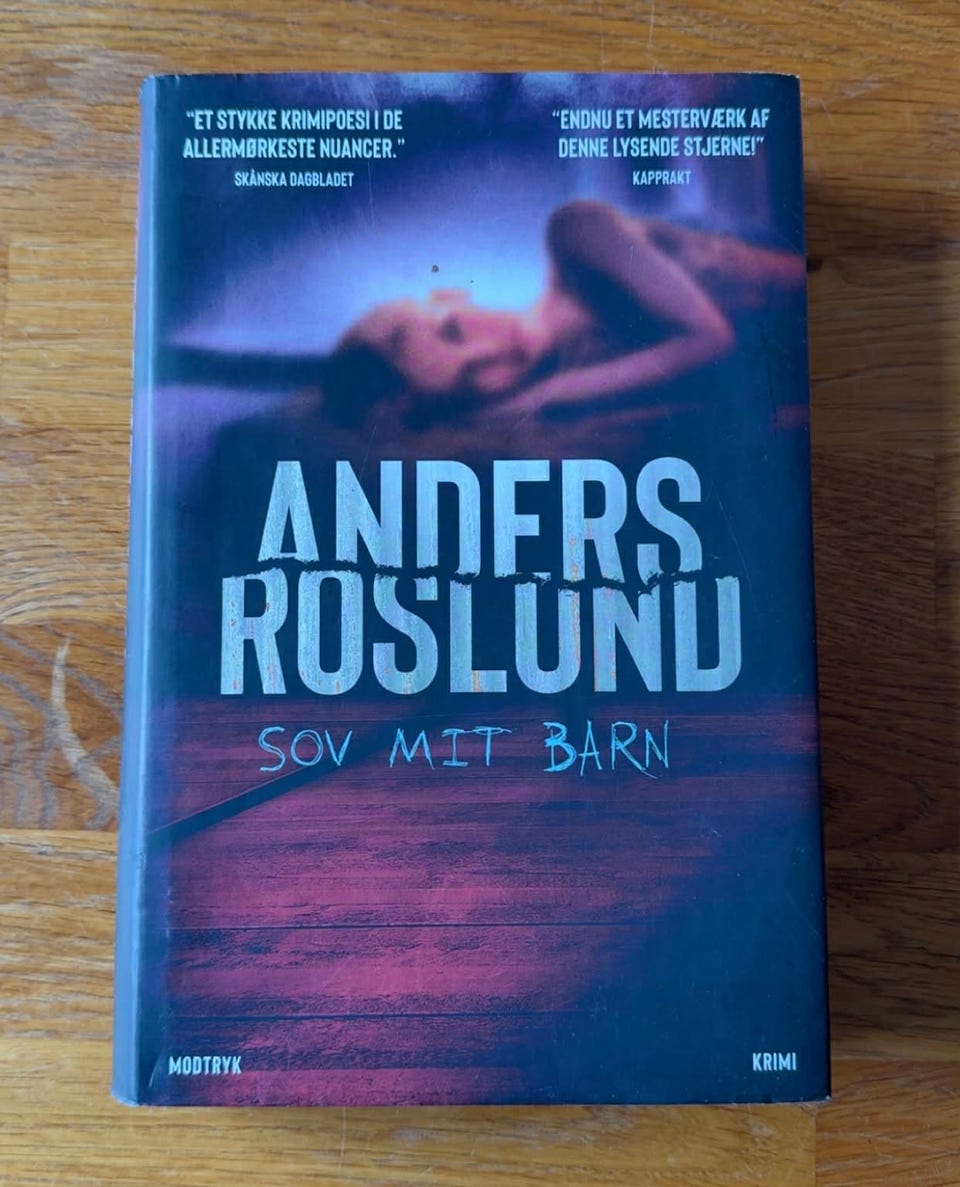 “ET STYKKE KRIMIPOESI I DE
ALLERMØRKESTE NUANCER.”
SKÅNSKA DAGBLADET
“ENDNU ET MESTERVÆRK AF
DENNE LYSENDE STJERNE!”
KAPPRAKT
ANDERS
ROSLUND
SOV MIT BARN
MODTRYK
KRIMI